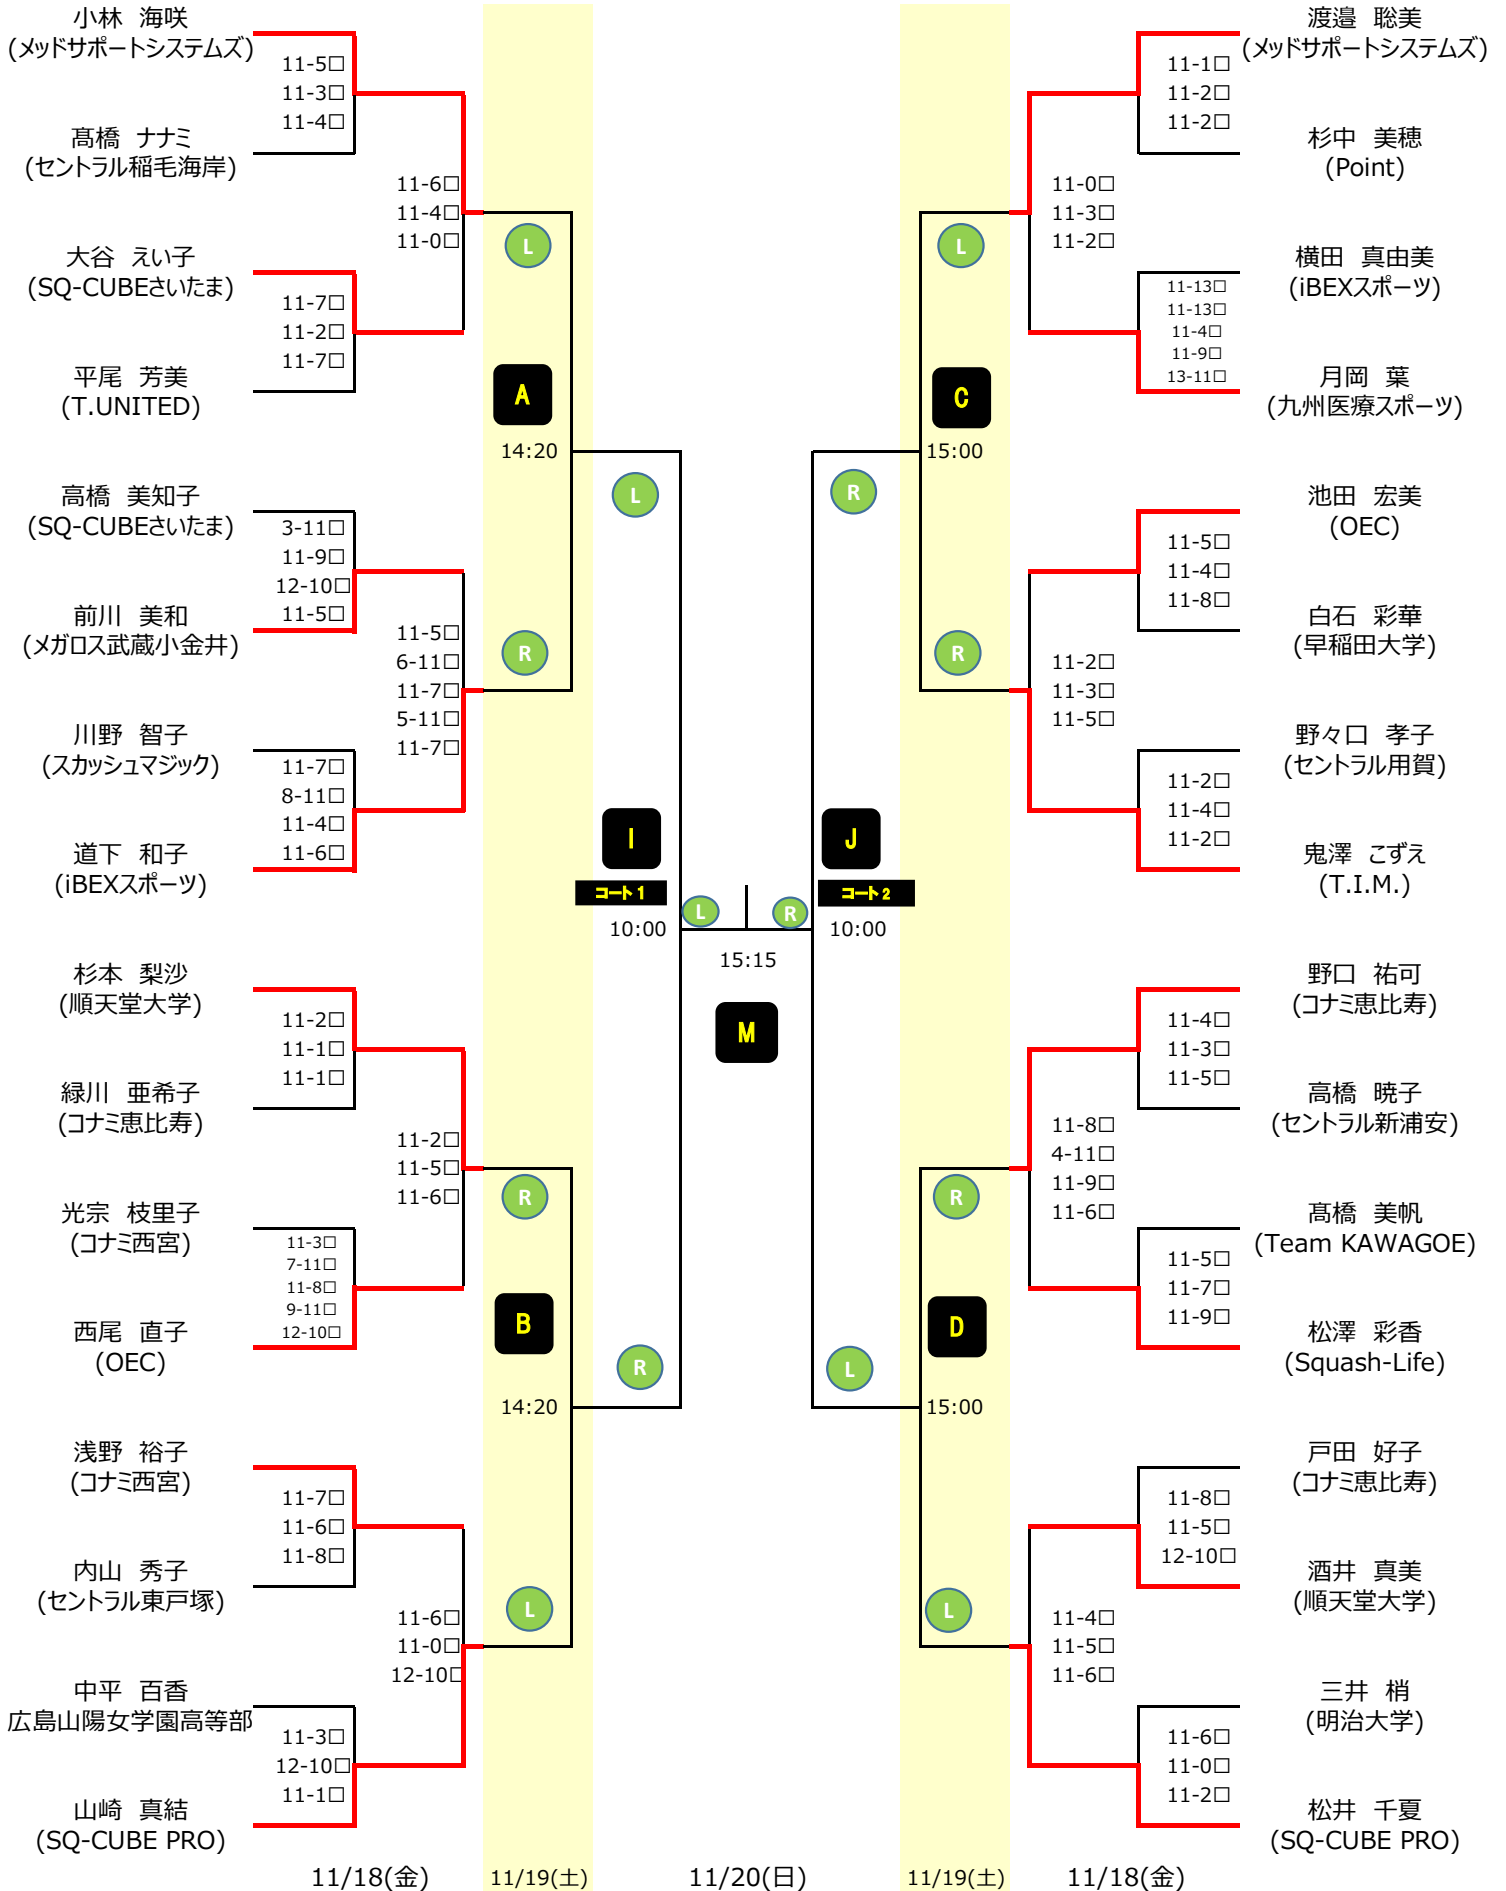 小林 海咲
(メッドサポートシステムズ)
11-5□
11-3□
11-4□
髙橋 ナナミ
(セントラル稲毛海岸)
11-6□
11-4□
11-0□
大谷 えい子
(SQ-CUBEさいたま)
11-7□
11-2□
11-7□
平尾 芳美
(T.UNITED)
高橋 美知子
(SQ-CUBEさいたま)
3-11□
11-9□
12-10□
11-5□
前川 美和
(メガロス武蔵小金井)
11-5□
6-11□
11-7□
5-11□
11-7□
川野 智子
(スカッシュマジック)
11-7□
8-11□
11-4□
11-6□
道下 和子
(iBEXスポーツ)
杉本 梨沙
(順天堂大学)
11-2□
11-1□
11-1□
緑川 亜希子
(コナミ恵比寿)
11-2□
11-5□
11-6□
光宗 枝里子
(コナミ西宮)
11-3□
7-11□
11-8□
9-11□
12-10□
西尾 直子
(OEC)
浅野 裕子
(コナミ西宮)
11-7□
11-6□
11-8□
内山 秀子
(セントラル東戸塚)
11-6□
11-0□
12-10□
中平 百香
広島山陽女学園高等部
11-3□
12-10□
11-1□
山崎 真結
(SQ-CUBE PRO)
L
A
14:20
R
R
B
14:20
L
L
I
コート1
10:00
R
L
R
15:15
M
R
J
コート2
10:00
L
L
C
15:00
R
R
D
15:00
L
渡邉 聡美
(メッドサポートシステムズ)
11-1□
11-2□
11-2□
杉中 美穂
(Point)
11-0□
11-3□
11-2□
横田 真由美
(iBEXスポーツ)
11-13□
11-13□
11-4□
11-9□
13-11□
月岡 葉
(九州医療スポーツ)
池田 宏美
(OEC)
11-5□
11-4□
11-8□
白石 彩華
(早稲田大学)
11-2□
11-3□
11-5□
野々口 孝子
(セントラル用賀)
11-2□
11-4□
11-2□
鬼澤 こずえ
(T.I.M.)
野口 祐可
(コナミ恵比寿)
11-4□
11-3□
11-5□
高橋 暁子
(セントラル新浦安)
11-8□
4-11□
11-9□
11-6□
髙橋 美帆
(Team KAWAGOE)
11-5□
11-7□
11-9□
松澤 彩香
(Squash-Life)
戸田 好子
(コナミ恵比寿)
11-8□
11-5□
12-10□
酒井 真美
(順天堂大学)
11-4□
11-5□
11-6□
三井 梢
(明治大学)
11-6□
11-0□
11-2□
松井 千夏
(SQ-CUBE PRO)
11/18(金)
11/19(土)
11/20(日)
11/19(土)
11/18(金)